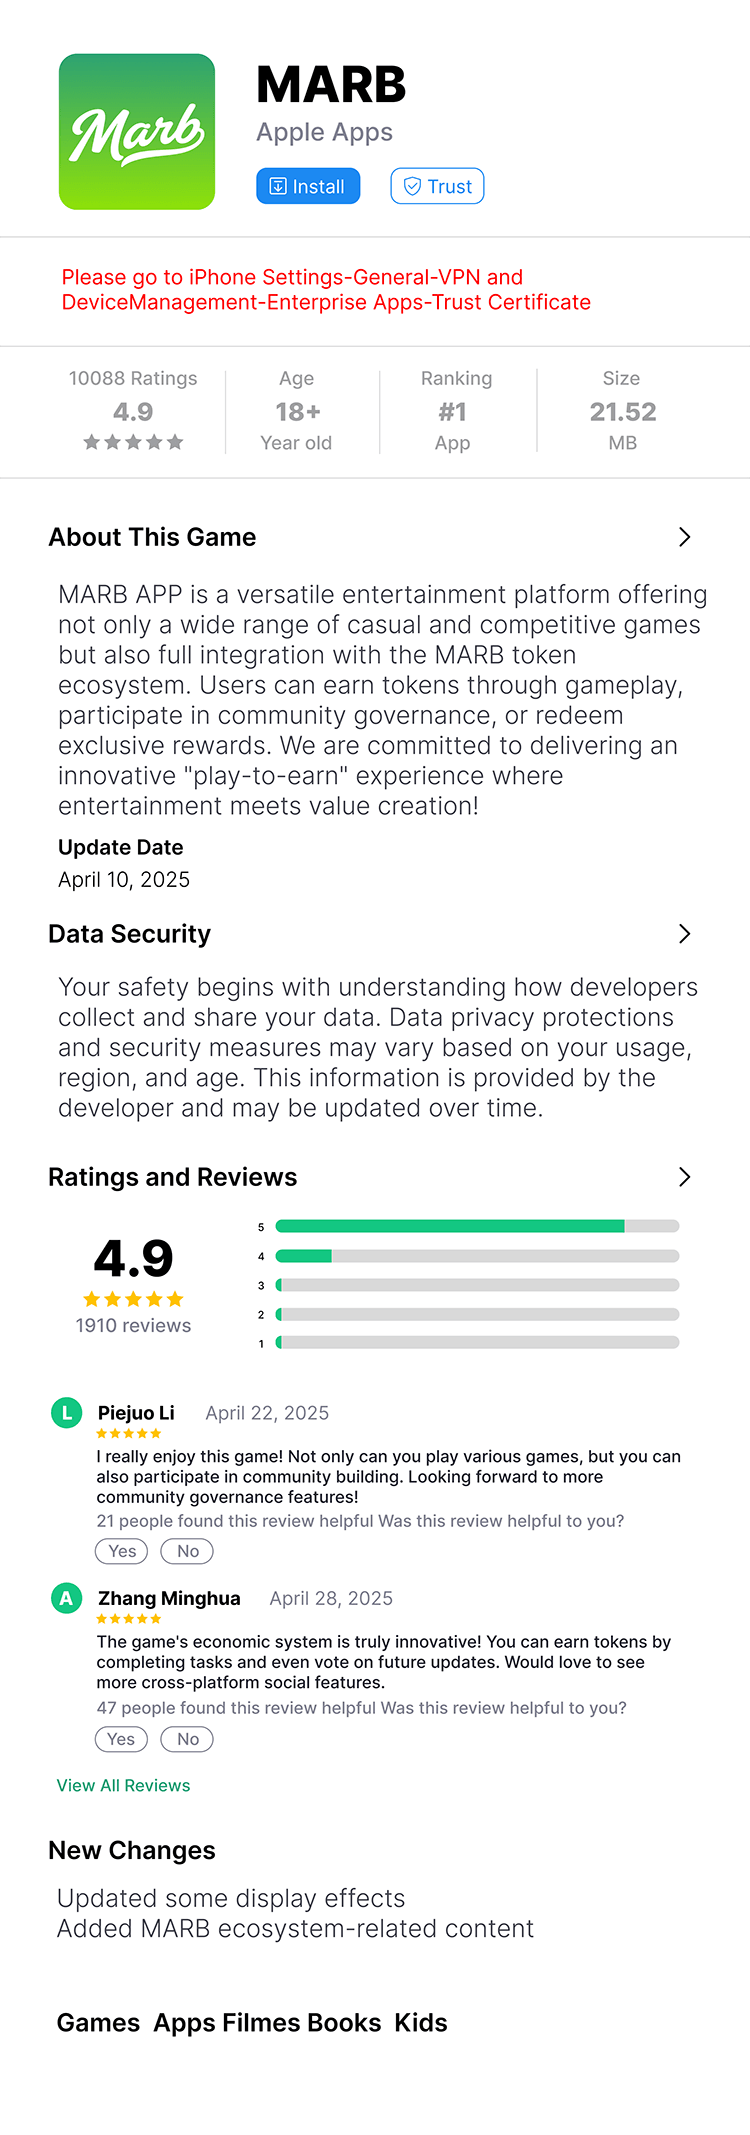 Marb
MARB
Apple Apps
Install
Trust
Please go to iPhone Settings-General-VPN and
DeviceManagement-Enterprise Apps-Trust Certificate
10088 Ratings
4.9
Age
18+
Year old
Ranking
#1
App
Size
21.52
MB
About This Game
MARB APP is a versatile entertainment platform offering
not only a wide range of casual and competitive games
but also full integration with the MARB token
ecosystem. Users can earn tokens through gameplay,
participate in community governance, or redeem
exclusive rewards. We are committed to delivering an
innovative "play-to-earn" experience where
entertainment meets value creation!
Update Date
April 10, 2025
Data Security
Your safety begins with understanding how developers
collect and share your data. Data privacy protections
and security measures may vary based on your usage,
region, and age. This information is provided by the
developer and may be updated over time.
Ratings and Reviews
4.9
1910 reviews
5
4
3
2
1
L
Piejuo Li
April 22, 2025
I really enjoy this game! Not only can you play various games, but you can
also participate in community building. Looking forward to more
community governance features!
21 people found this review helpful Was this review helpful to you?
Yes
No
A
Zhang Minghua
April 28, 2025
The game's economic system is truly innovative! You can earn tokens by
completing tasks and even vote on future updates. Would love to see
more cross-platform social features.
47 people found this review helpful Was this review helpful to you?
Yes
No
View All Reviews
New Changes
Updated some display effects
Added MARB ecosystem-related content
Games Apps Filmes Books Kids